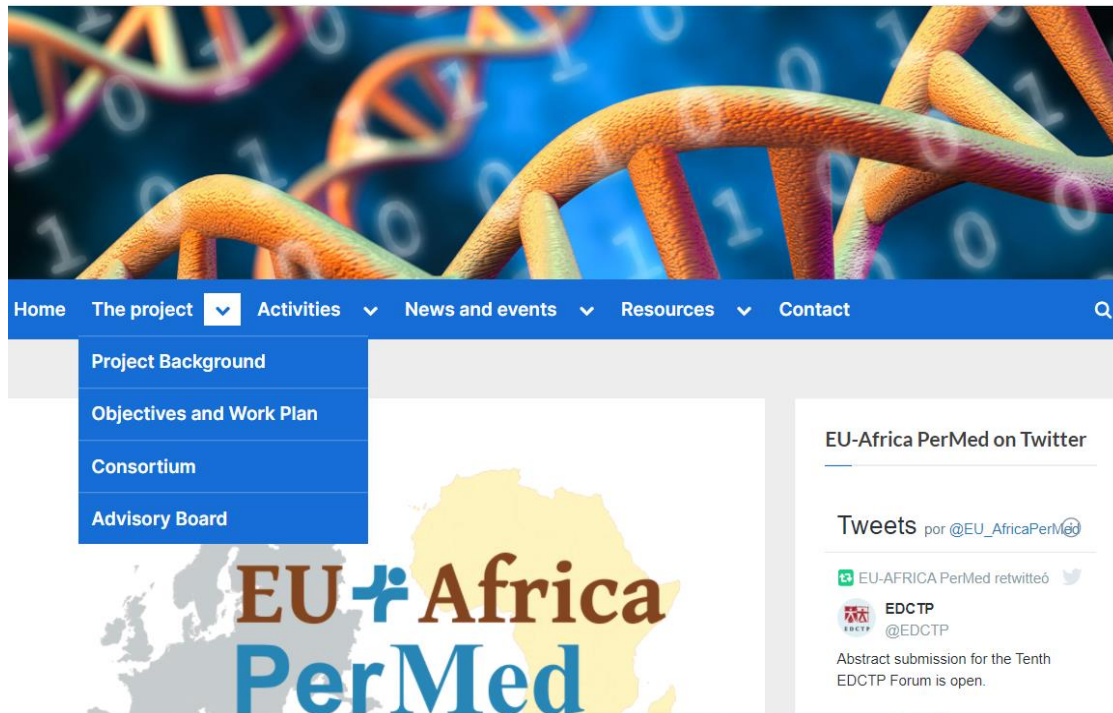 Home The project Activities News and events Resources Contact
Project Background
Objectives and Work Plan
Consortium
Advisory Board
EU Africa
PerMed
EU-Africa PerMed on Twitter
Tweets por @EU_AfricaPerMed
EU-AFRICA PerMed retwitteó
EDCTP
EDCTP
@EDCTP
Abstract submission for the Tenth
EDCTP Forum is open.